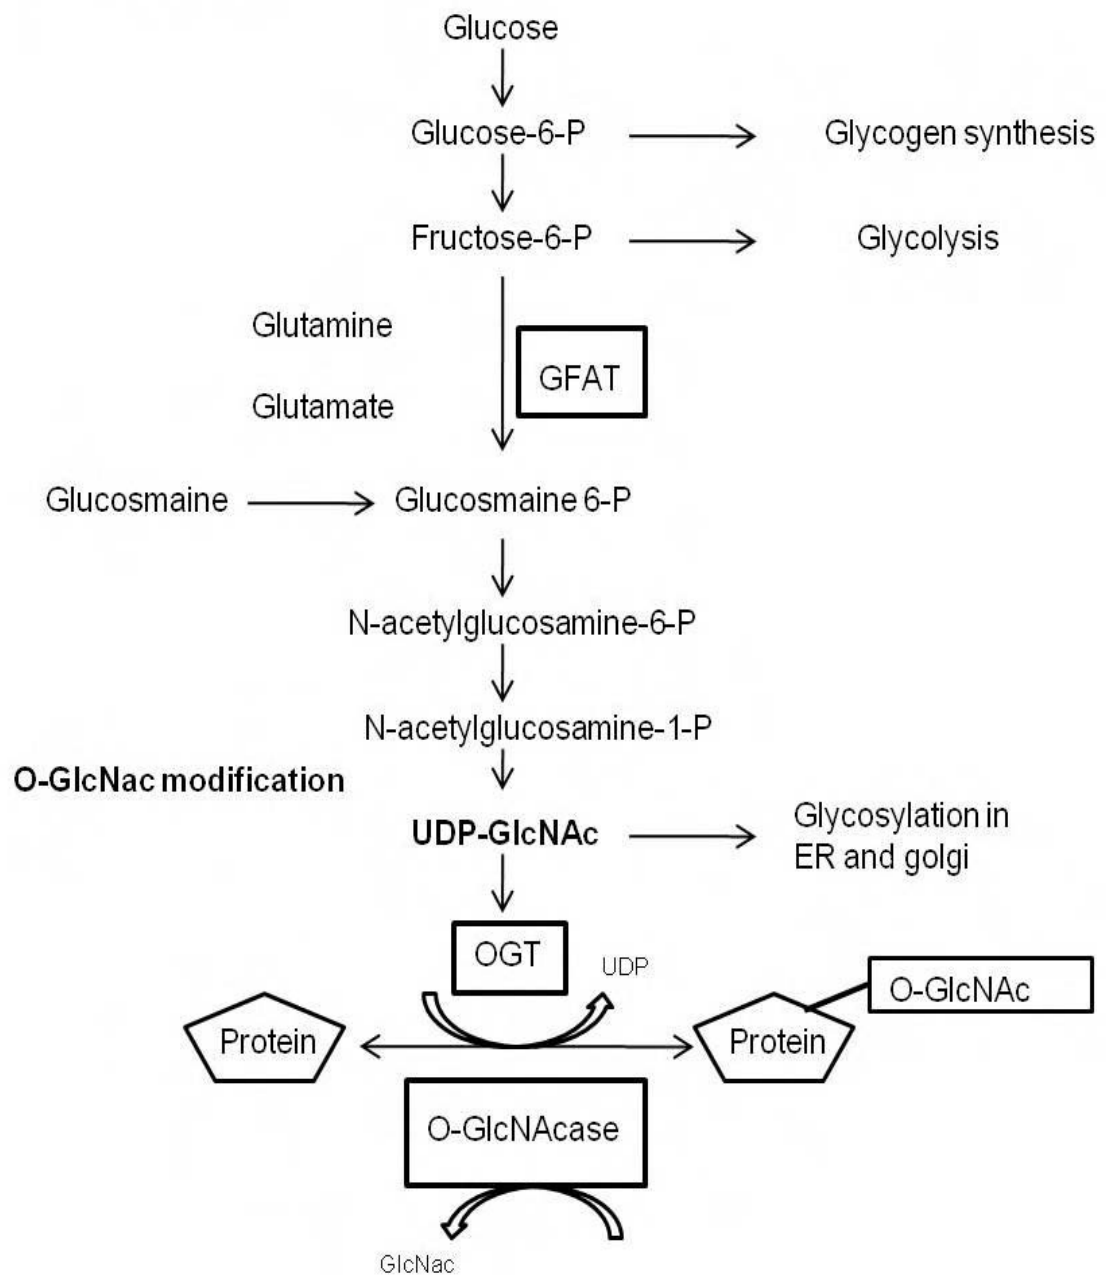 Glucose
Glucose-6-P
Glycogen synthesis
Fructose-6-P
Glycolysis
Glutamine
GFAT
Glutamate
Glucosmaine
Glucosmaine 6-P
N-acetylglucosamine-6-P
N-acetylglucosamine-1-P
O-GlcNac modification
UDP-GlcNAc
Glycosylation in
ER and golgi
OGT
UDP
O-GlcNAc
Protein
Protein
O-GlcNAcase
GlcNac